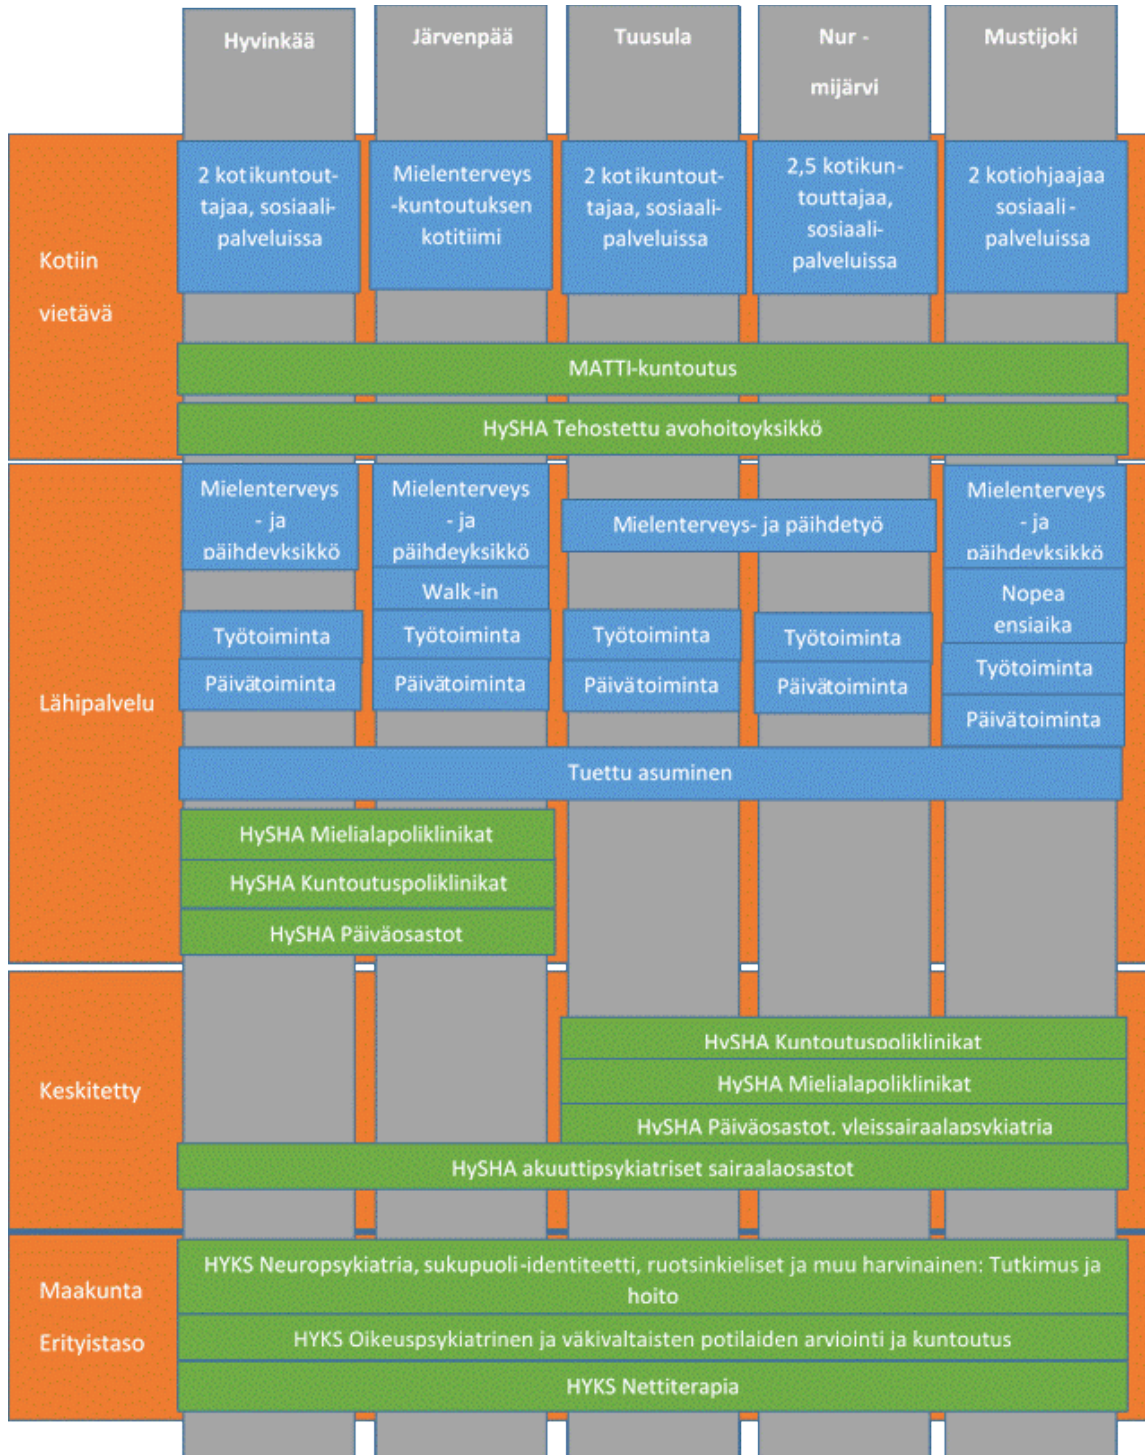 Hyvinkää
Järvenpää
Tuusula
Nur -
mijärvi
Mustijoki
Kotiin
vietävä
2 kotikuntout-
tajaa, sosiaali-
palveluissa
Mielenterveys
-kuntoutuksen
kotitiimi
2 kotikuntout-
tajaa, sosiaali-
palveluissa
2,5 kotikun-
touttajaa,
sosiaali-
palveluissa
2 kotiohjaajaa
sosiaali-
palveluissa
MATTI-kuntoutus
HySHA Tehostettu avohoitoyksikkö
Lähipalvelu
Mielenterveys
- ja
päihdeyksikkö
Mielenterveys
- ja
päihdeyksikkö
Walk-in
Mielenterveys- ja päihdetyö
Mielenterveys
- ja
päihdeyksikkö
Nopea
ensiaika
Työtoiminta
Työtoiminta
Työtoiminta
Työtoiminta
Työtoiminta
Päivätoiminta
Päivätoiminta
Päivätoiminta
Päivätoiminta
Päivätoiminta
Tuettu asuminen
HySHA Mielialapoliklinikat
HySHA Kuntoutuspoliklinikat
HySHA Päiväosastot
Keskitetty
HySHA Kuntoutuspoliklinikat
HySHA Mielialapoliklinikat
HySHA Päiväosastot, yleissairaalapsykiatria
HySHA akuuttipsykiatriset sairaalaosastot
Maakunta
Erityistaso
HYKS Neuropsykiatria, sukupuoli-identiteetti, ruotsinkieliset ja muu harvinainen: Tutkimus ja
hoito
HYKS Oikeuspsykiatrinen ja väkivaltaisten potilaiden arviointi ja kuntoutus
HYKS Nettiterapia